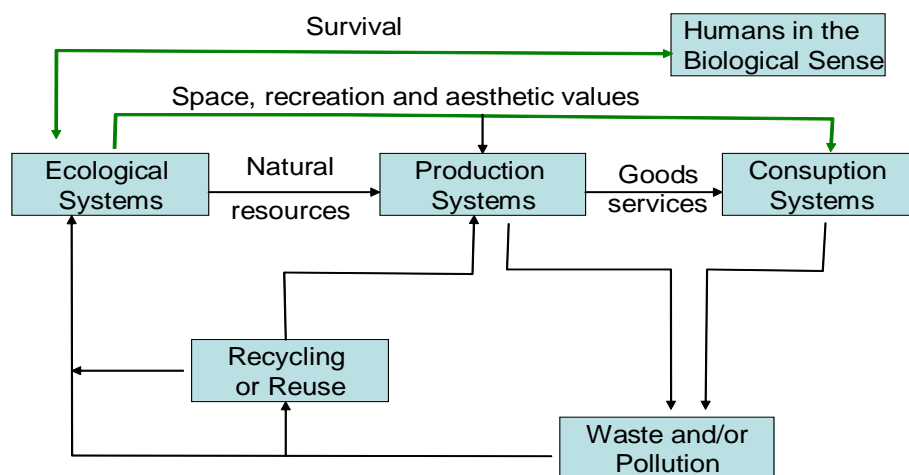 Survival
Humans in the
Biological Sense
Space, recreation and aesthetic values
Ecological
Systems
Natural
resources
Production
Systems
Goods
services
Consuption
Systems
Recycling
or Reuse
Waste and/or
Pollution